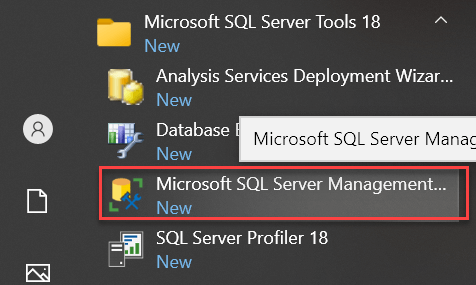 Microsoft SQL Server Tools 18
New
Analysis Services Deployment Wizar...
New
Database
Microsoft SQL Server Manag
New
Microsoft SQL Server Management...
New
SQL Server Profiler 18
New